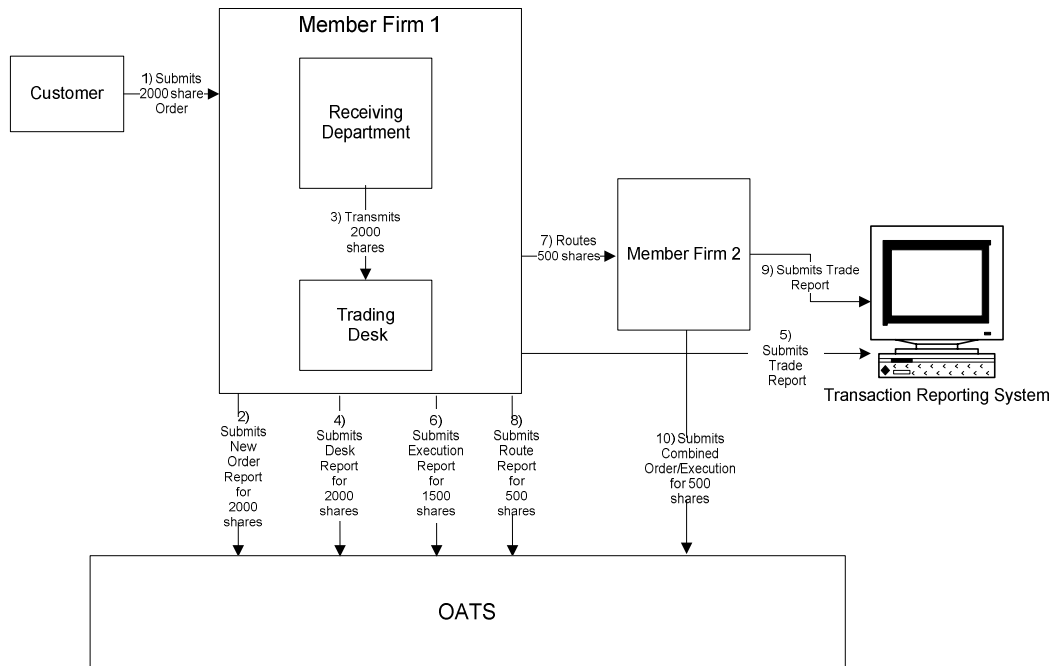 Member Firm 1
Customer
1) Submits
2000 share
Order
Receiving
Department
3) Transmits
2000
shares
Trading
Desk
7) Routes
500 shares
Member Firm 2
9) Submits Trade
Report
5)
Submits
Trade
Report
Transaction Reporting System
2)
Submits
New
Order
Report
for
2000
shares
4)
Submits
Desk
Report
for
2000
shares
6)
Submits
Execution
Report for
1500
shares
8)
Submits
Route
Report for
500
shares
10) Submits
Combined
Order/Execution
for 500
shares
OATS